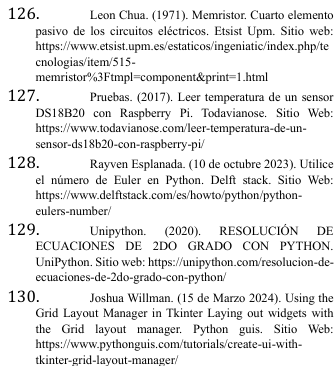 126. Leon Chua. (1971). Memristor. Cuarto elemento
pasivo de los circuitos eléctricos. Etsist Upm. Sitio web:
https://www.etsist.upm.es/estaticos/ingeniatic/index.php/te
cnologias/item/515-
memristor%3Ftmpl=component&print=1.html
127. Pruebas. (2017). Leer temperatura de un sensor
DS18B20 con Raspberry Pi. Todavianose. Sitio Web:
https://www.todavianose.com/leer-temperatura-de-un-
sensor-ds18b20-con-raspberry-pi/
128. Rayven Esplanada. (10 de octubre 2023). Utilice
el número de Euler en Python. Delft stack. Sitio Web:
https://www.delftstack.com/es/howto/python/python-
eulers-number/
129. Unipython. (2020). RESOLUCIÓN DE
ECUACIONES DE 2DO GRADO CON PYTHON.
UniPython. Sitio web: https://unipython.com/resolucion-de-
ecuaciones-de-2do-grado-con-python/
130. Joshua Willman. (15 de Marzo 2024). Using the
Grid Layout Manager in Tkinter Laying out widgets with
the Grid layout manager. Python guis. Sitio Web:
https://www.pythonguis.com/tutorials/create-ui-with-
tkinter-grid-layout-manager/